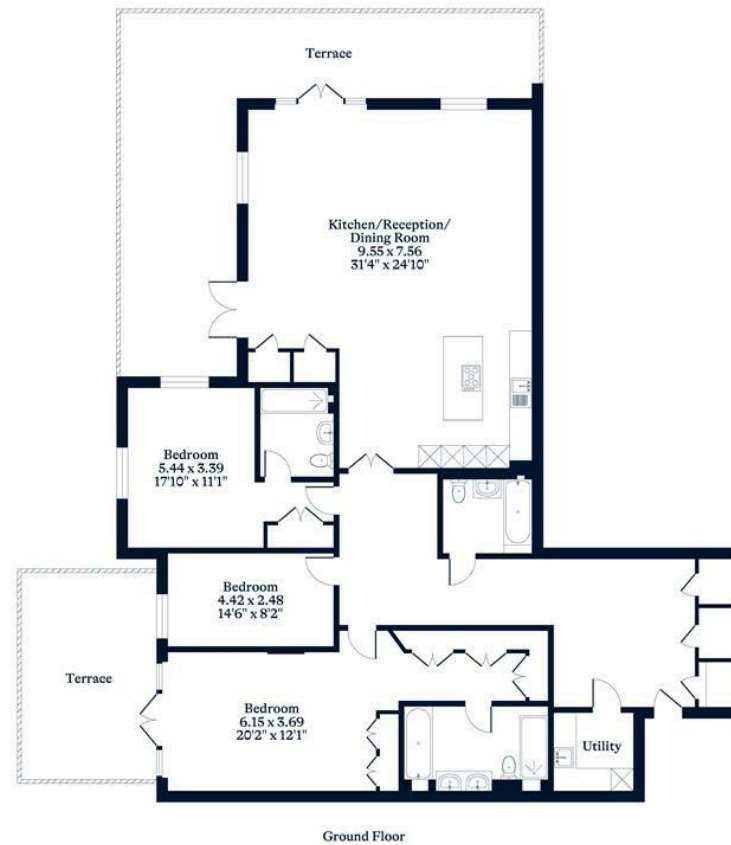 Terrace
Kitchen/Reception/
Dining Room
9.55 x 7.56
31'4" x 24'10"
Bedroom
5.44 x 3.39
17'10" x 11'1"
Bedroom
4.42 x 2.48
14'6" x 8'2"
Terrace
Bedroom
6.15 x 3.69
20'2" x 12'1"
Utility
Ground Floor